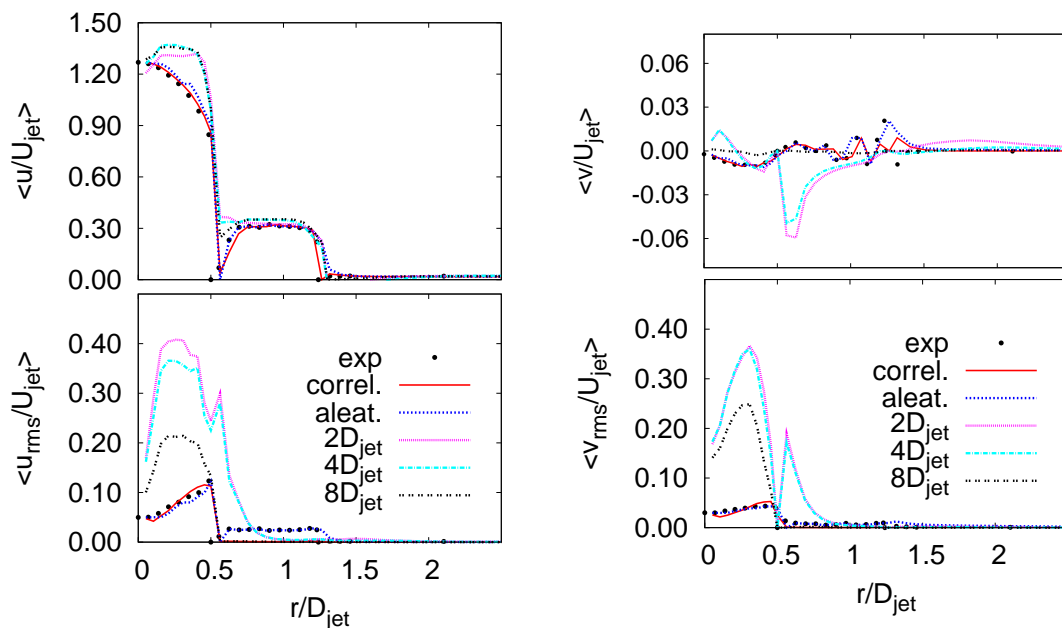 <u/U_jet>
1.50
1.20
0.90
0.60
0.30
0.00
<v/U_jet>
0.06
0.03
0.00
-0.03
-0.06
<u_rms/U_jet>
0.40
0.30
0.20
0.10
0.00
exp
correl.
aleat.
2D_jet
4D_jet
8D_jet
0 0.5 1 1.5 2
r/D_jet
<v_rms/U_jet>
0.40
0.30
0.20
0.10
0.00
exp
correl.
aleat.
2D_jet
4D_jet
8D_jet
0 0.5 1 1.5 2
r/D_jet